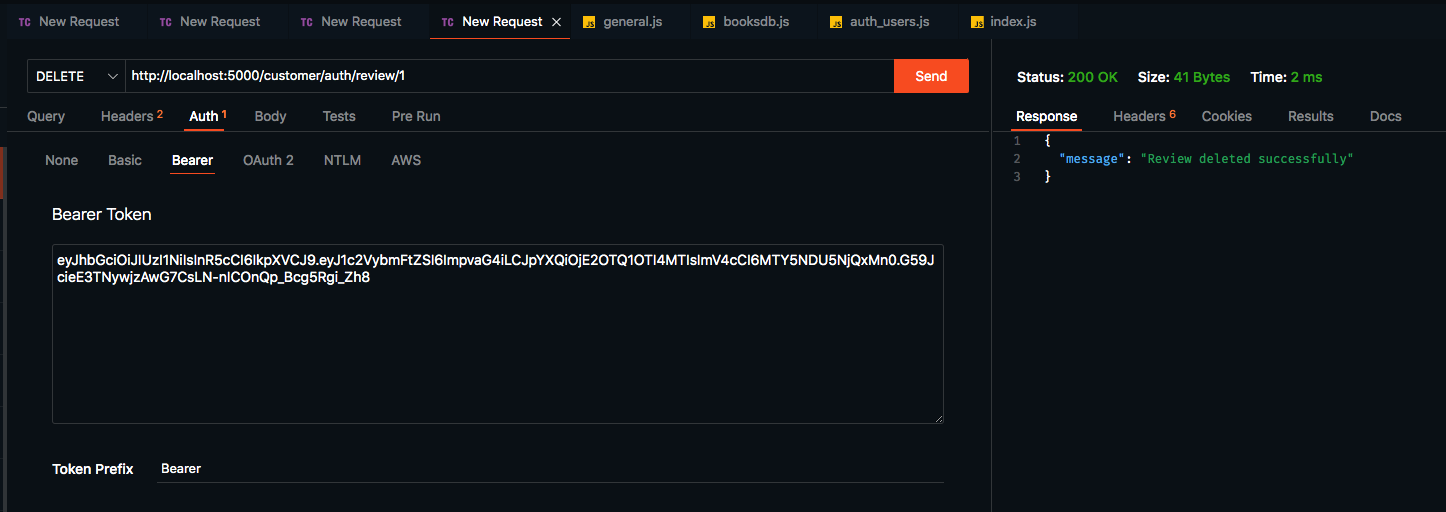 TC New Request TC New Request TC New Request TC New Request JS general.js JS booksdb.js JS auth_users.js JS index.js
DELETE http://localhost:5000/customer/auth/review/1 Send
Status: 200 OK Size: 41 Bytes Time: 2 ms
Query Headers 2 Auth 1 Body Tests Pre Run
Response Headers 6 Cookies Results Docs
None Basic Bearer OAuth 2 NTLM AWS
1 {
2 "message": "Review deleted successfully"
3 }
Bearer Token
eyJhbGciOiJIUzI1NiIsInR5cCI6IkpXVCJ9.eyJ1c2VybmFtZSI6ImpvaG4iLCJpYXQiOjE2OTQ1OTI4MTIsImV4cCI6MTY5NDU5NjQxMn0.G59J
cieE3TNywjzAwG7CsLN-nICOnQp_Bcg5Rgi_Zh8
Token Prefix Bearer